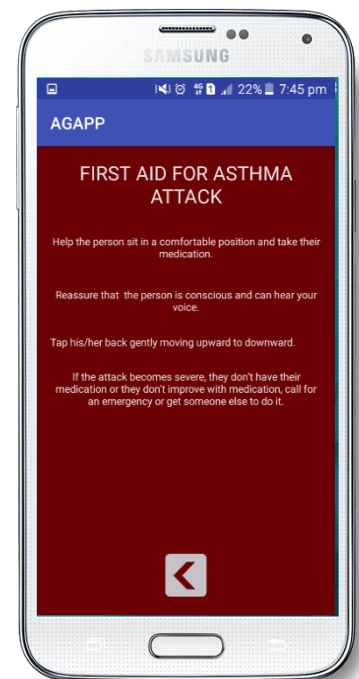 SAMSUNG
4G 1 22% 7:45 pm
AGAPP
FIRST AID FOR ASTHMA
ATTACK
Help the person sit in a comfortable position and take their
medication.
Reassure that the person is conscious and can hear your
voice.
Tap his/her back gently moving upward to downward.
If the attack becomes severe, they don't have their
medication or they don't improve with medication, call for
an emergency or get someone else to do it.